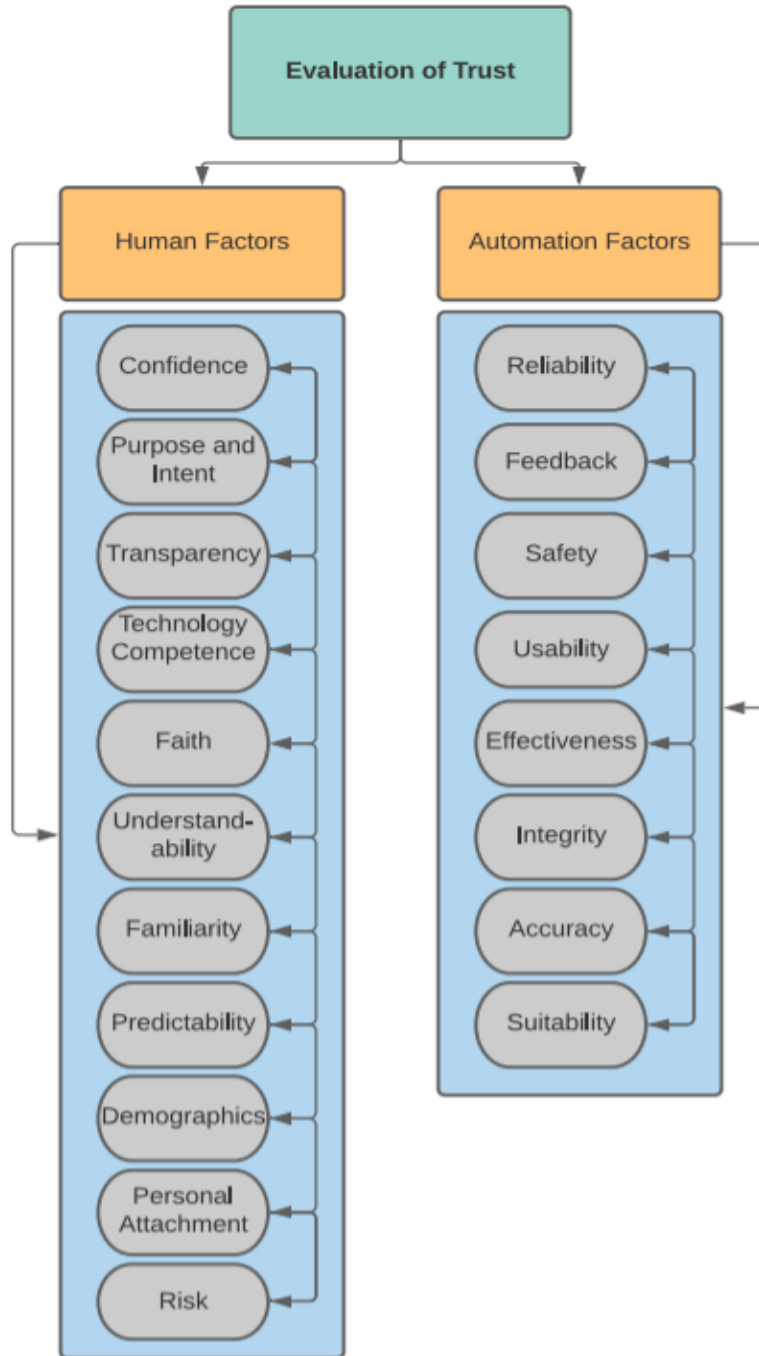 Evaluation of Trust
Human Factors
Confidence
Purpose and
Intent
Transparency
Technology
Competence
Faith
Understand-
ability
Familiarity
Predictability
Demographics
Personal
Attachment
Risk
Automation Factors
Reliability
Feedback
Safety
Usability
Effectiveness
Integrity
Accuracy
Suitability